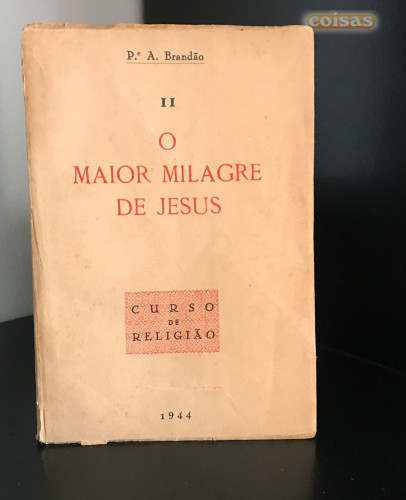 coisas
P.ᵉ A. Brandão
II
O
MAIOR MILAGRE
DE JESUS
CURSO
DE
RELIGIÃO
1944